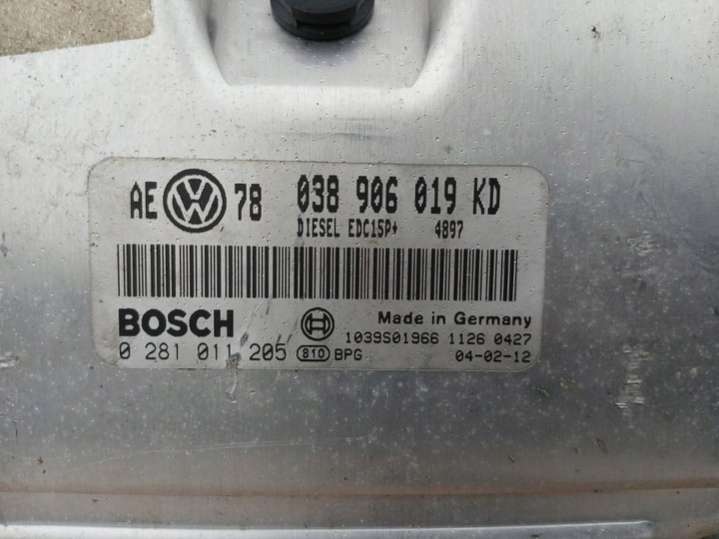 AE VW 78 038 906 019 KD
DIESEL EDC15P+ 4897
BOSCH Made in Germany
1039S01966 1126 0427
0 281 011 205 810 BPG 04-02-12